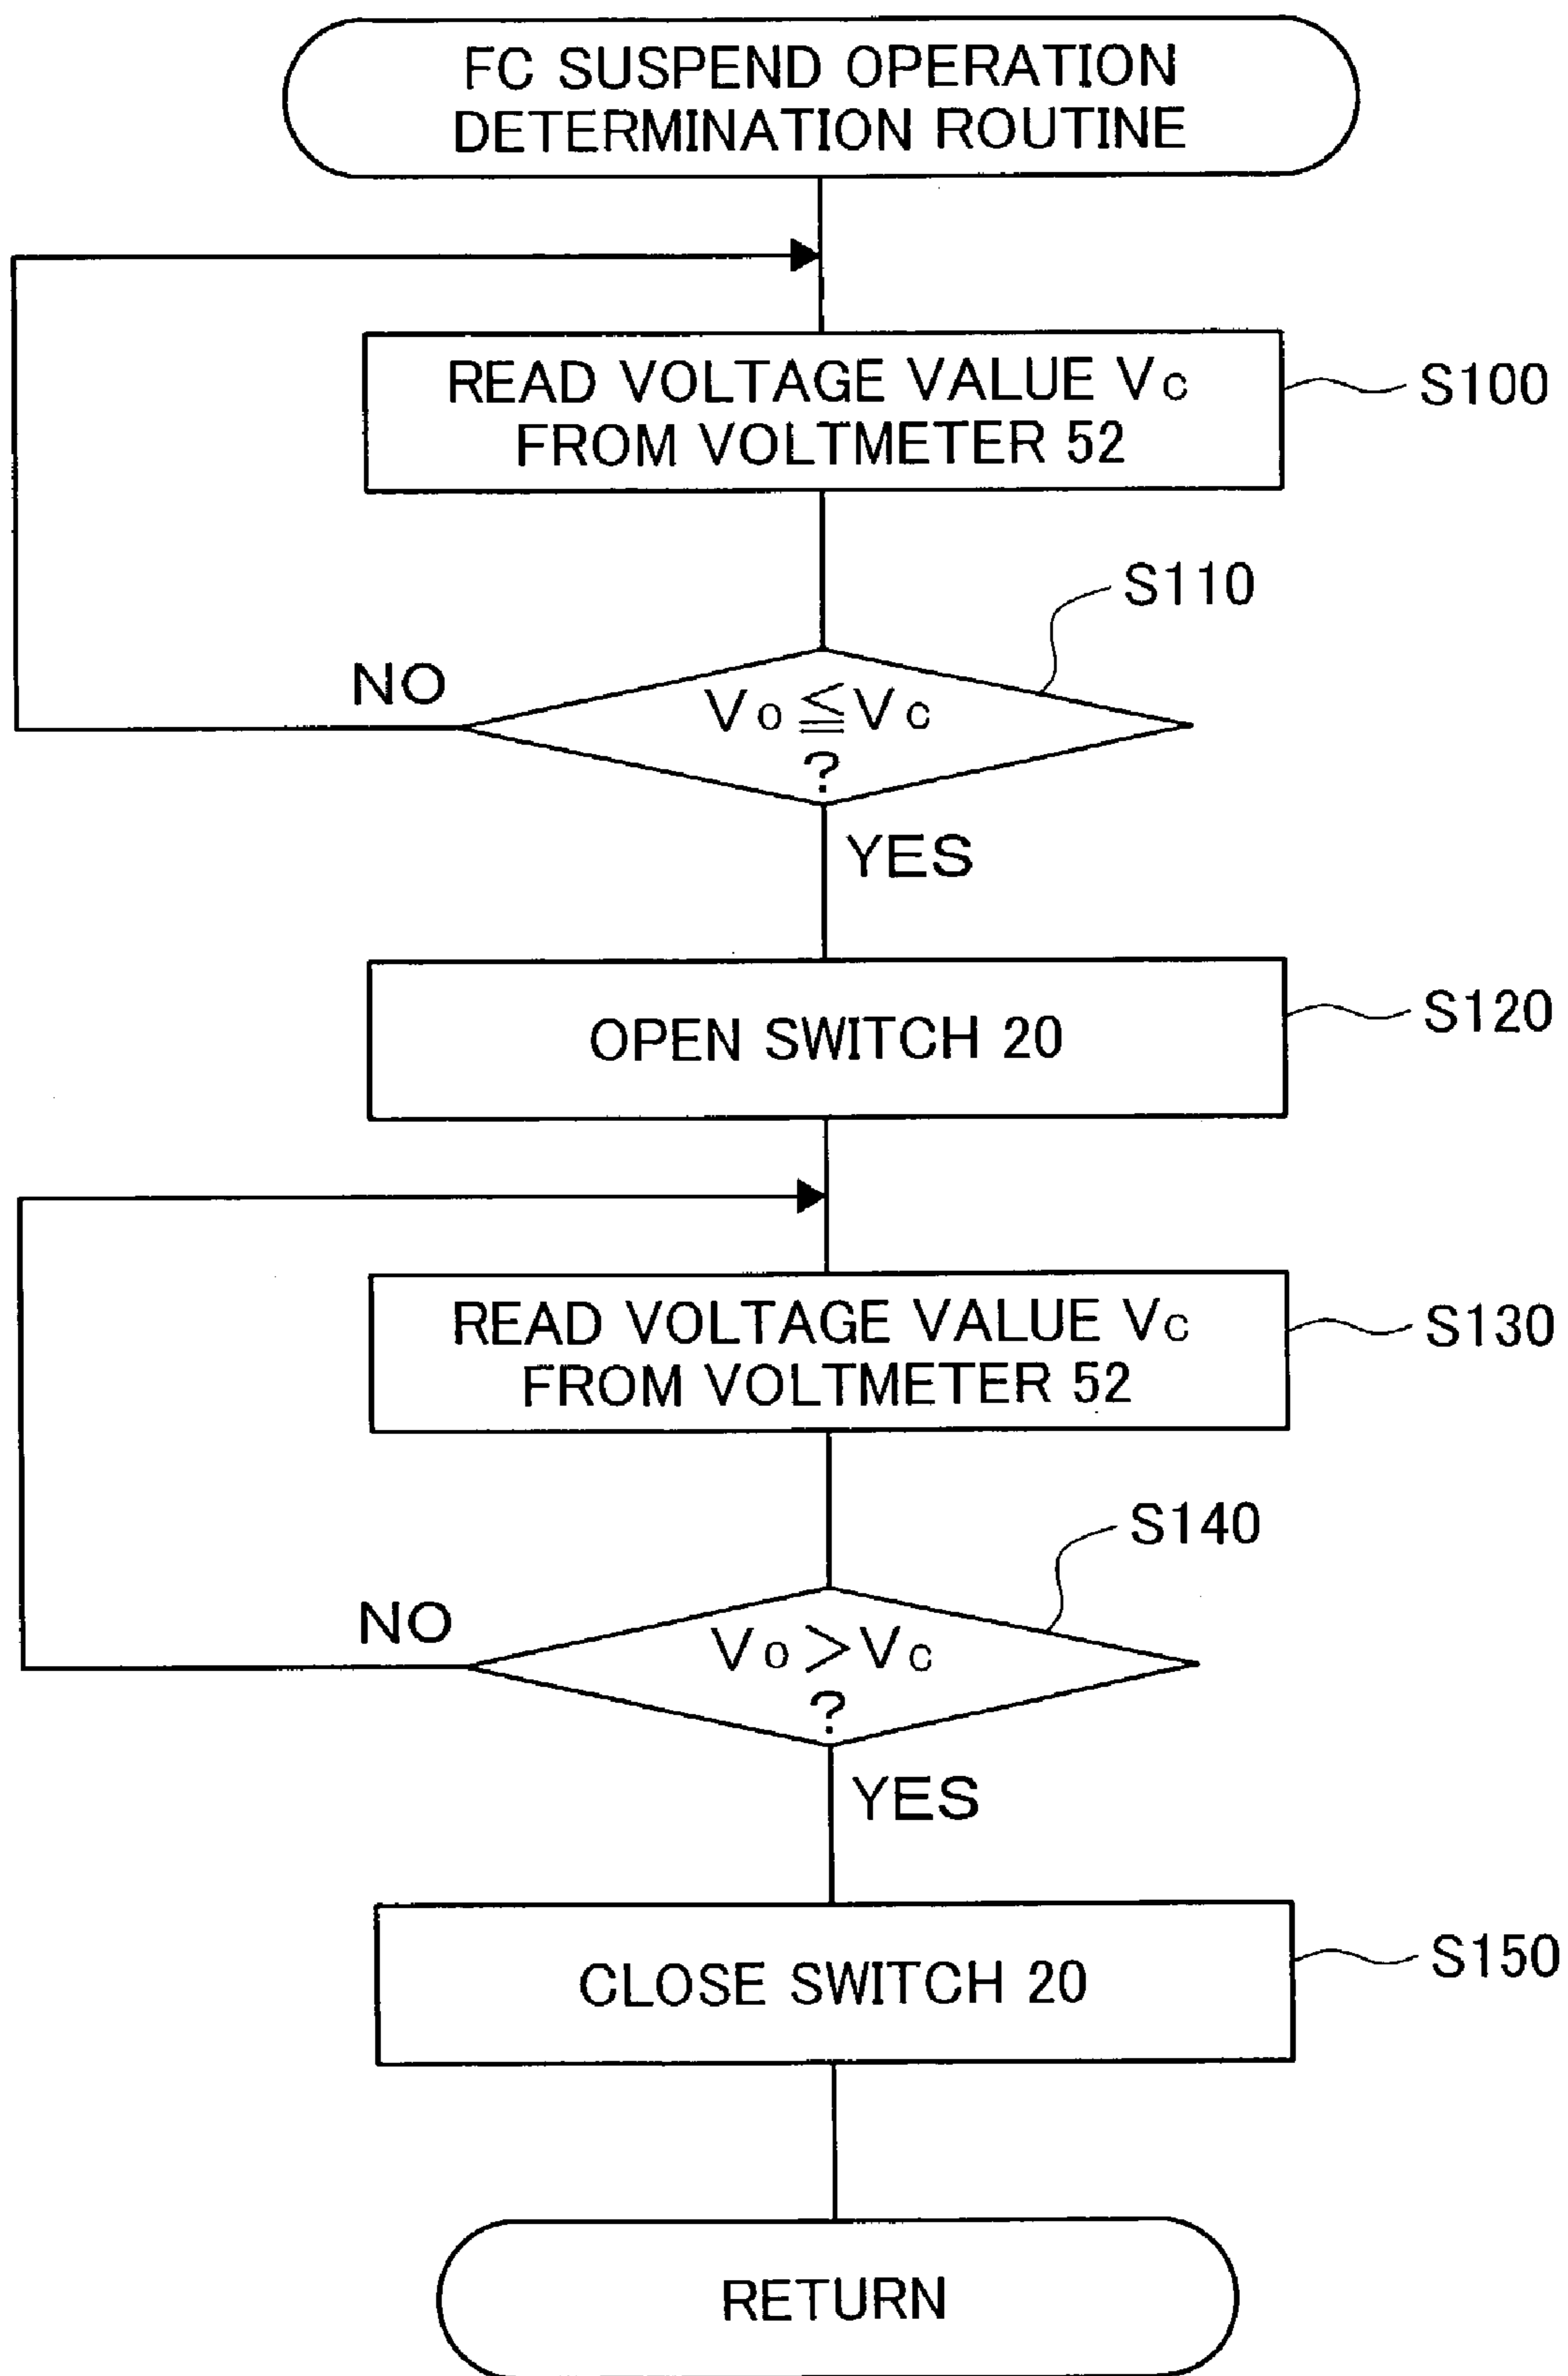 FC SUSPEND OPERATION
DETERMINATION ROUTINE
READ VOLTAGE VALUE Vc
FROM VOLTMETER 52
S100
S110
NO
Vo≦Vc
?
YES
OPEN SWITCH 20
S120
READ VOLTAGE VALUE Vc
FROM VOLTMETER 52
S130
S140
NO
Vo>Vc
?
YES
CLOSE SWITCH 20
S150
RETURN